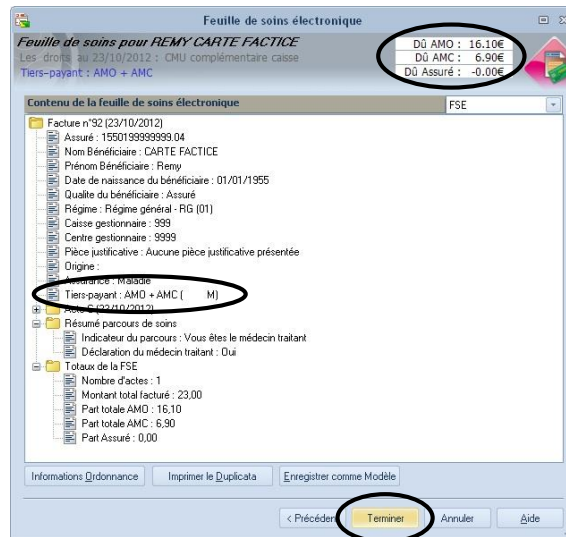 Feuille de soins électronique
Feuille de soins pour REMY CARTE FACTICE
Les droits au 23/10/2012 : CMU complémentaire caisse
Tiers-payant : AMO + AMC
Dû AMO : 16.10€
Dû AMC : 6.90€
Dû Assuré : -0.00€
Contenu de la feuille de soins électronique
FSE
Facture n°92 (23/10/2012)
Assuré : 1550199999999.04
Nom Bénéficiaire : CARTE FACTICE
Prénom Bénéficiaire : Remy
Date de naissance du bénéficiaire : 01/01/1955
Qualite du bénéficiaire : Assuré
Régime : Régime général - RG (01)
Caisse gestionnaire : 999
Centre gestionnaire : 9999
Pièce justificative : Aucune pièce justificative présentée
Origine :
Assurance : Maladie
Tiers-payant : AMO + AMC ( M)
Acte C (23/10/2012)
Résumé parcours de soins
Indicateur du parcours : Vous êtes le médecin traitant
Déclaration du médecin traitant : Oui
Totaux de la FSE
Nombre d'actes : 1
Montant total facturé : 23,00
Part totale AMO : 16,10
Part totale AMC : 6,90
Part Assuré : 0,00
Informations Ordonnance
Imprimer le Duplicata
Enregistrer comme Modèle
< Précédent
Terminer
Annuler
Aide